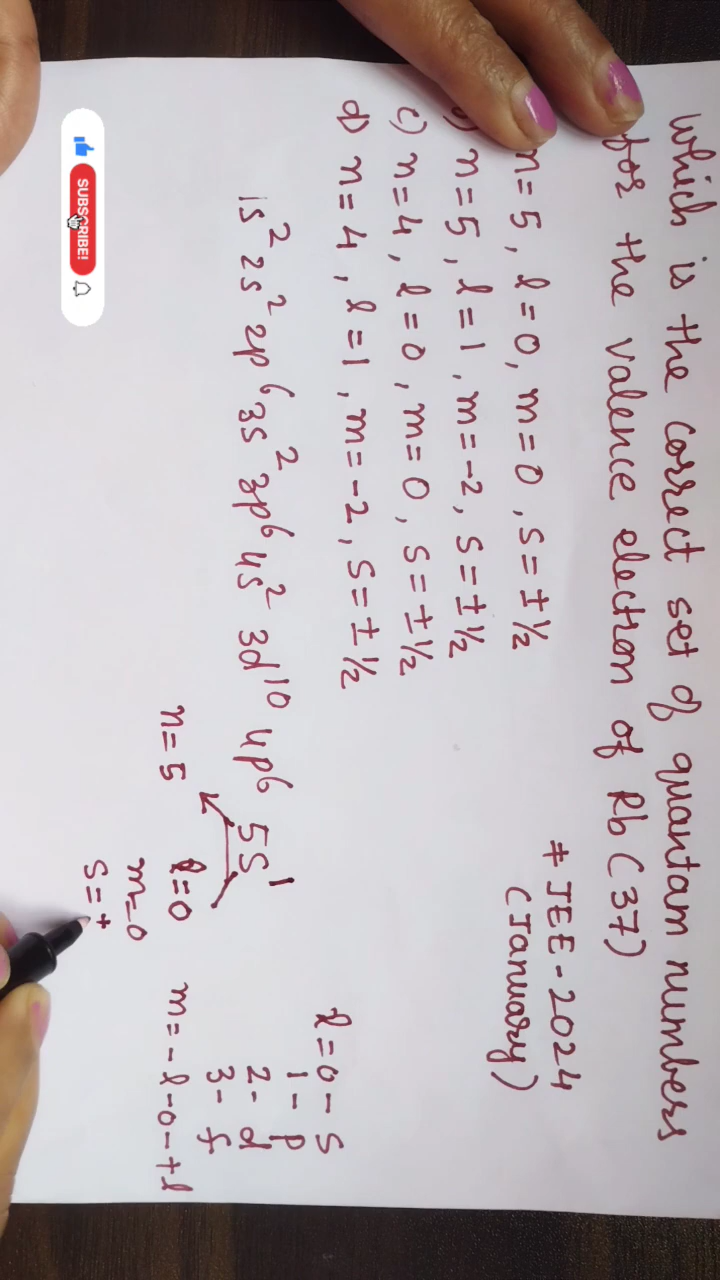 which is the correct set of quantam numbers
for the valence electron of Rb(37)
n=5, l=0, m=0, s=±1/2
b) n=5, l=1, m=-2, s=±1/2
c) n=4, l=0, m=0, s=±1/2
d) n=4, l=1, m=-2, s=±1/2
# JEE-2024
(January)
1s² 2s² 2p⁶ 3s² 3p⁶ 4s² 3d¹⁰ 4p⁶ 5s¹
n=5
l=0
m=0
s=+
l=0-s
1-p
2-d
3-f
m=-l-0-+l
SUBSCRIBE!